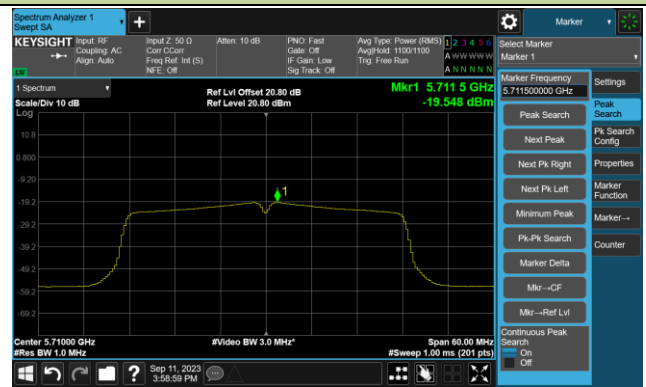 Spectrum Analyzer 1
Swept SA
Marker
KEYSIGHT
Input: RF
Coupling: AC
Align: Auto
Input Z: 50 Ω
Corr CCorr
Freq Ref: Int (S)
NFE: Off
Atten: 10 dB
PNO: Fast
Gate: Off
IF Gain: Low
Sig Track: Off
Avg Type: Power (RMS)
Avg|Hold: 1100/1100
Trig: Free Run
1 2 3 4 5 6
A W W W W W
A N N N N N
LW
Select Marker
Marker 1
Marker Frequency
5.711500000 GHz
Settings
Peak Search
Next Peak
Next Pk Right
Next Pk Left
Minimum Peak
Pk-Pk Search
Marker Delta
Mkr→CF
Mkr→Ref Lvl
Continuous Peak
Search
On
Off
Peak
Search
Pk Search
Config
Properties
Marker
Function
Marker→
Counter
1 Spectrum
Scale/Div 10 dB
Log
Ref Lvl Offset 20.80 dB
Ref Level 20.80 dBm
Mkr1 5.711 5 GHz
-19.548 dBm
10.8
0.800
-9.20
-19.2
-29.2
-39.2
-49.2
-59.2
-69.2
1
Center 5.71000 GHz
#Res BW 1.0 MHz
#Video BW 3.0 MHz*
Span 60.00 MHz
#Sweep 1.00 ms (201 pts)
Sep 11, 2023
3:58:59 PM